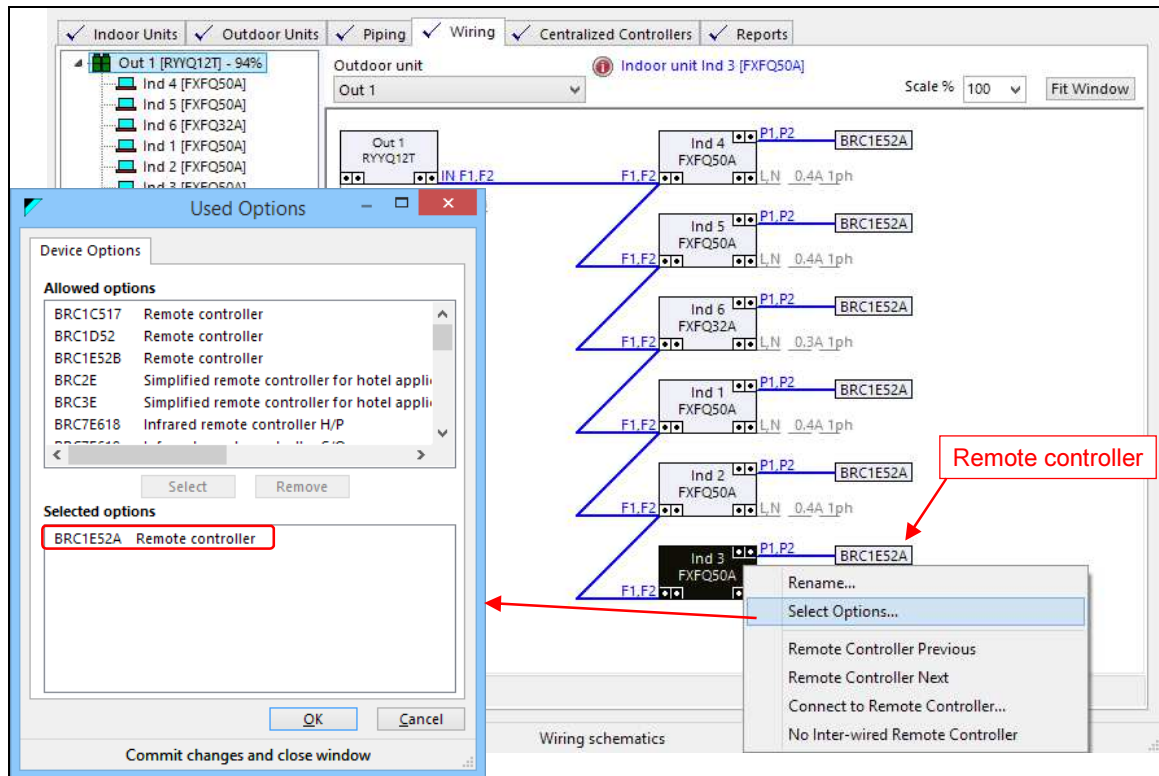 Indoor Units Outdoor Units Piping Wiring Centralized Controllers Reports
Out 1 [RYYQ12T] - 94%
Ind 4 [FXFQ50A]
Ind 5 [FXFQ50A]
Ind 6 [FXFQ32A]
Ind 1 [FXFQ50A]
Ind 2 [FXFQ50A]
Ind 3 [FXFQ50A]
Outdoor unit
Out 1
Indoor unit Ind 3 [FXFQ50A]
Scale % 100 Fit Window
Out 1
RYYQ12T
IN F1,F2
Ind 4
FXFQ50A
F1,F2
P1,P2
BRC1E52A
L,N 0.4A 1ph
Ind 5
FXFQ50A
F1,F2
P1,P2
BRC1E52A
L,N 0.4A 1ph
Ind 6
FXFQ32A
F1,F2
P1,P2
BRC1E52A
L,N 0.3A 1ph
Ind 1
FXFQ50A
F1,F2
P1,P2
BRC1E52A
L,N 0.4A 1ph
Ind 2
FXFQ50A
F1,F2
P1,P2
BRC1E52A
L,N 0.4A 1ph
Ind 3
FXFQ50A
F1,F2
P1,P2
BRC1E52A
Remote controller
Rename...
Select Options...
Remote Controller Previous
Remote Controller Next
Connect to Remote Controller...
No Inter-wired Remote Controller
Wiring schematics
Used Options
Device Options
Allowed options
BRC1C517 Remote controller
BRC1D52 Remote controller
BRC1E52B Remote controller
BRC2E Simplified remote controller for hotel appli
BRC3E Simplified remote controller for hotel appli
BRC7E618 Infrared remote controller H/P
Select Remove
Selected options
BRC1E52A Remote controller
OK Cancel
Commit changes and close window